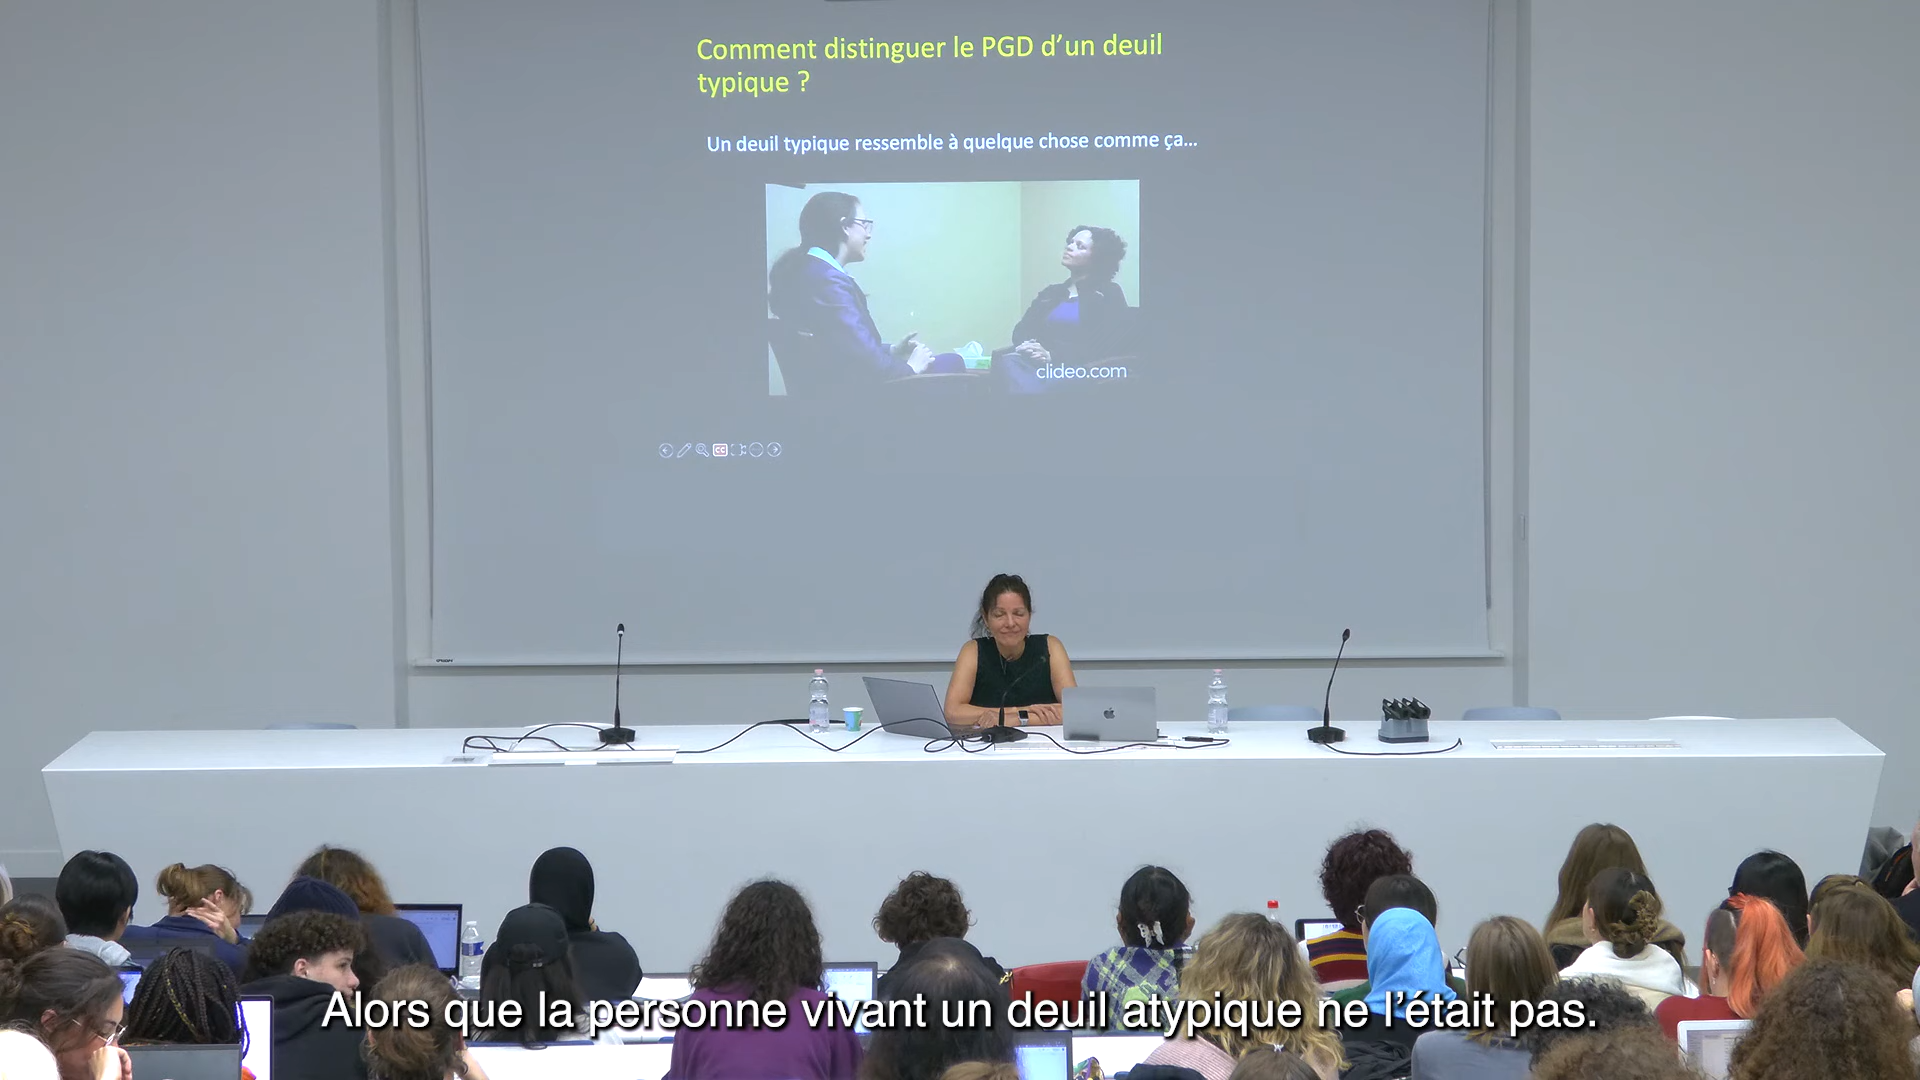 Comment distinguer le PGD d’un deuil
typique ?
Un deuil typique ressemble à quelque chose comme ça...
clideo.com
CC
Alors que la personne vivant un deuil atypique ne l’était pas.